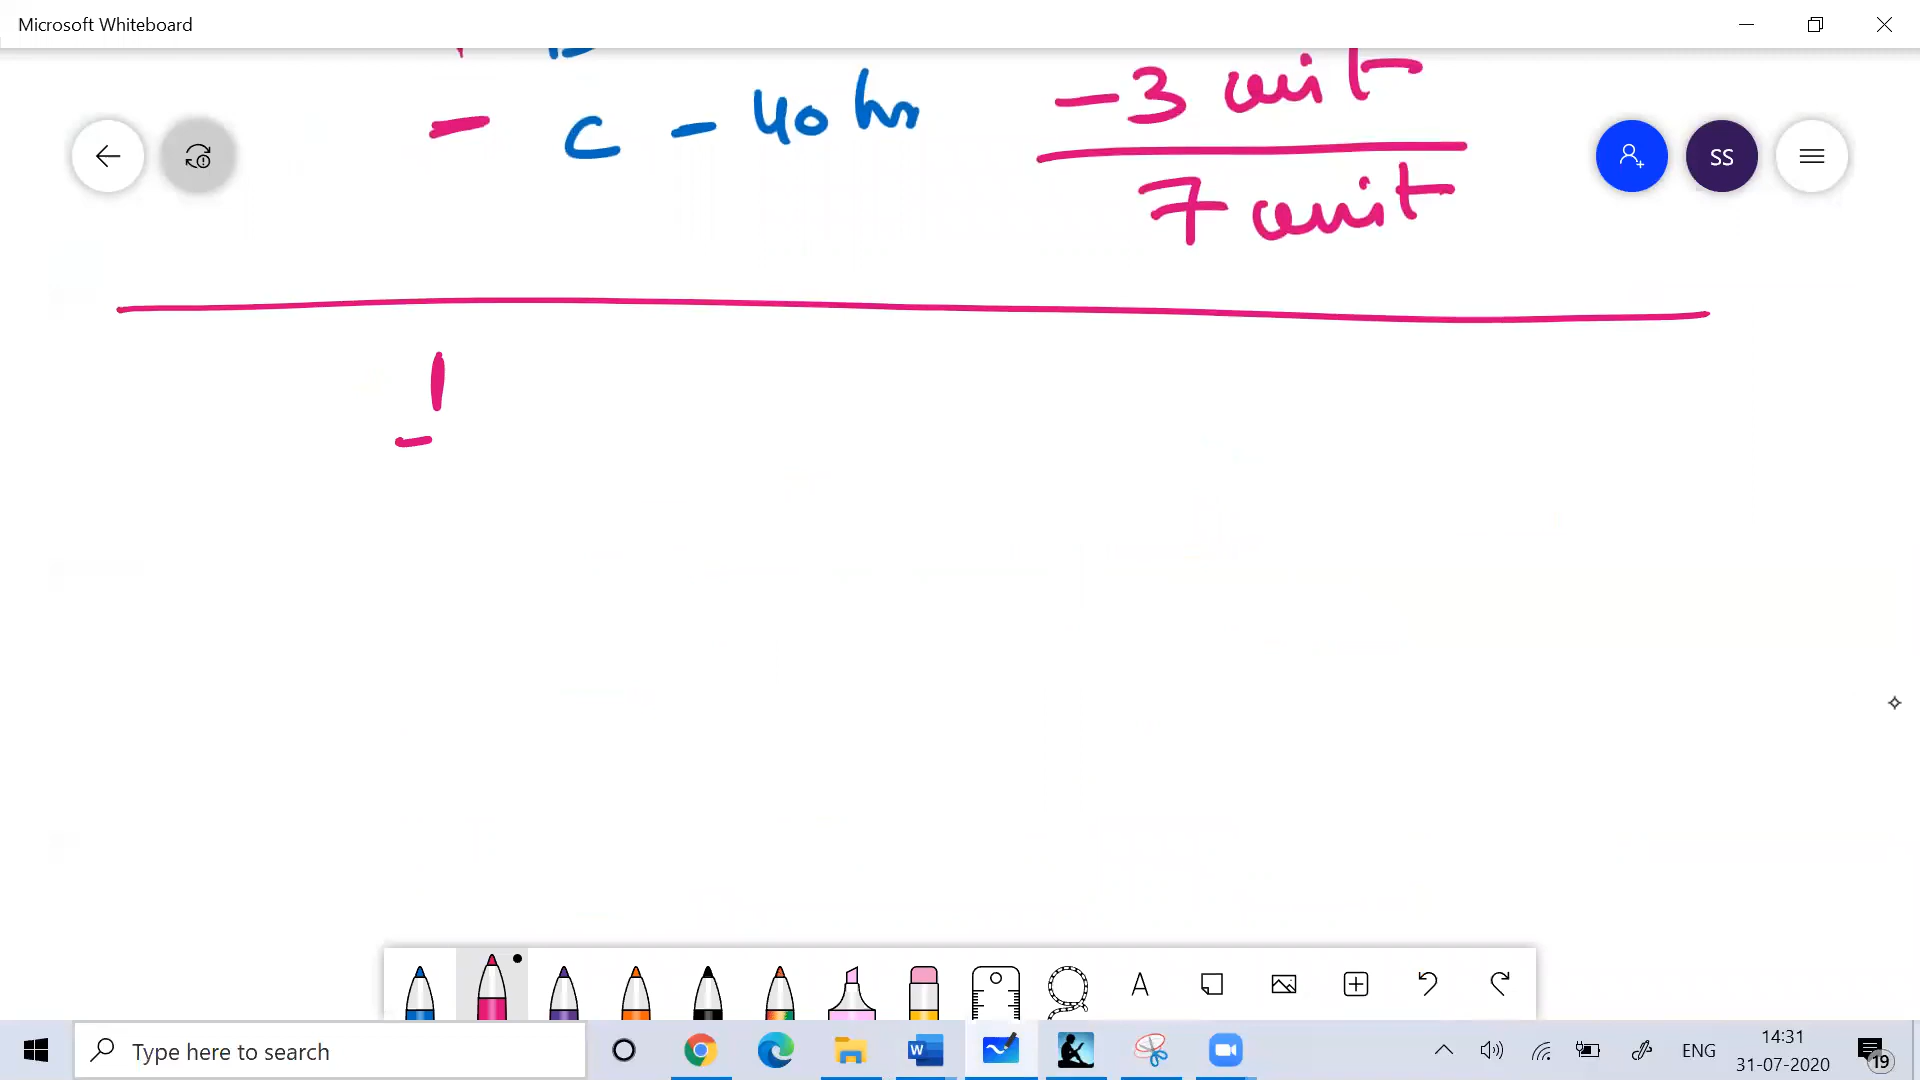 Microsoft Whiteboard
- 3 unit
- C - 40 hr
7 unit
SS
1
-
A
Type here to search
W
ENG
14:31
31-07-2020
19